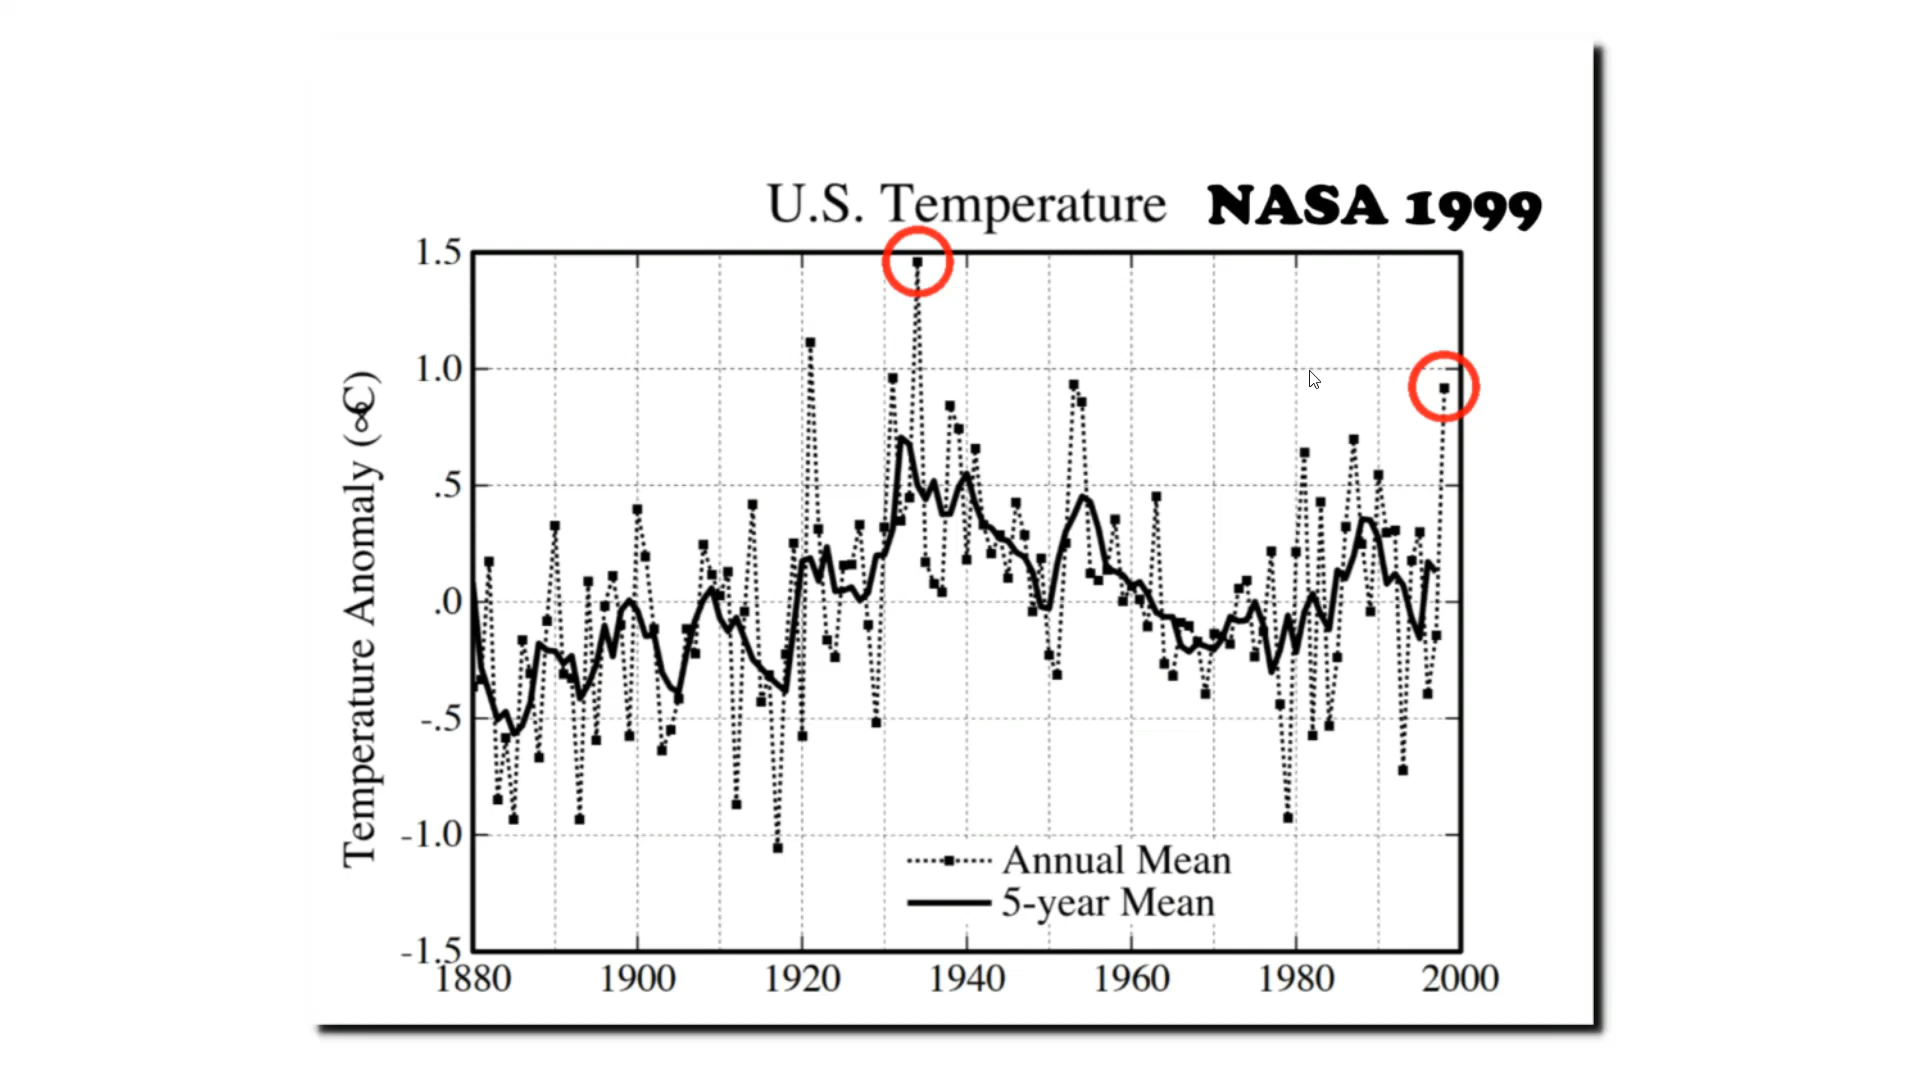 U.S. Temperature NASA 1999
Temperature Anomaly (°C)
1.5
1.0
.5
.0
-.5
-1.0
-1.5
Annual Mean
5-year Mean
1880 1900 1920 1940 1960 1980 2000